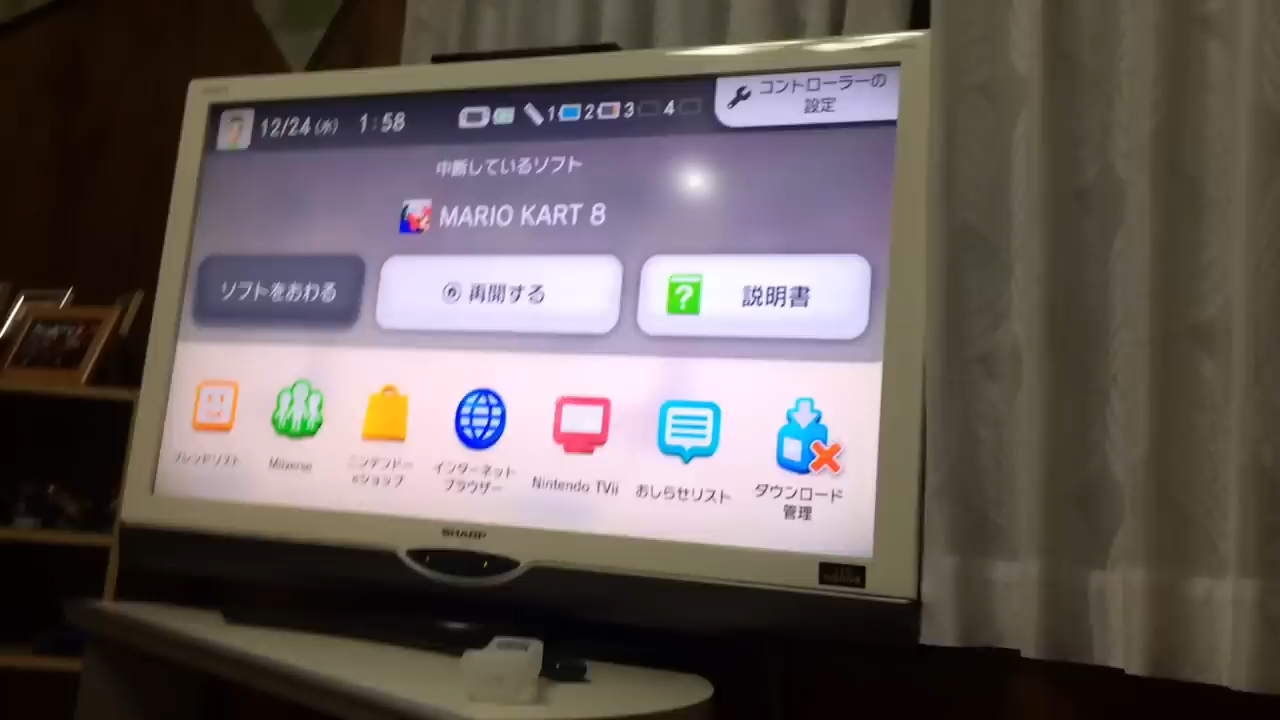 12/24(水) 1:58
1 2 3 4
コントローラーの
設定
中断しているソフト
MARIO KART 8
ソフトをおわる
再開する
説明書
フレンドリスト
Miiverse
ニンテンドー
eショップ
インターネット
ブラウザー
Nintendo TVii
おしらせリスト
ダウンロード
管理
SHARP